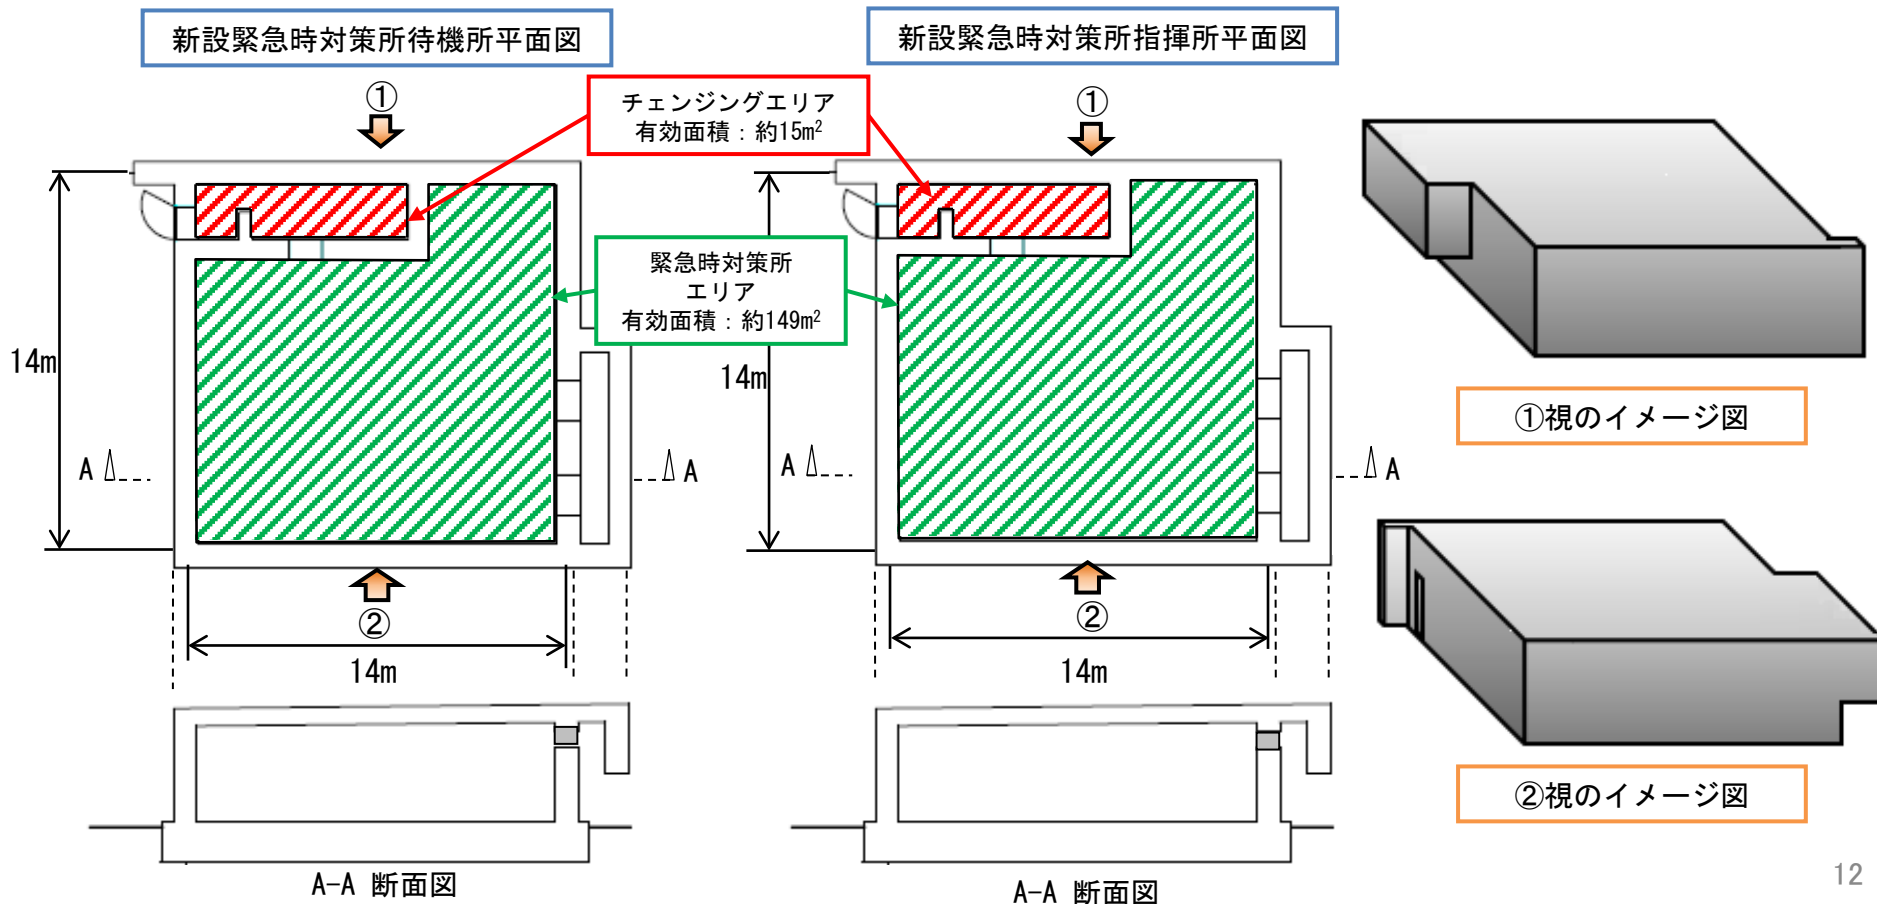 新設緊急時対策所待機所平面図
新設緊急時対策所指揮所平面図
①
チェンジングエリア
有効面積：約15m²
①
緊急時対策所
エリア
有効面積：約149m²
14m
14m
①視のイメージ図
A
A
A
A
②
14m
②
14m
②視のイメージ図
A-A 断面図
A-A 断面図
12